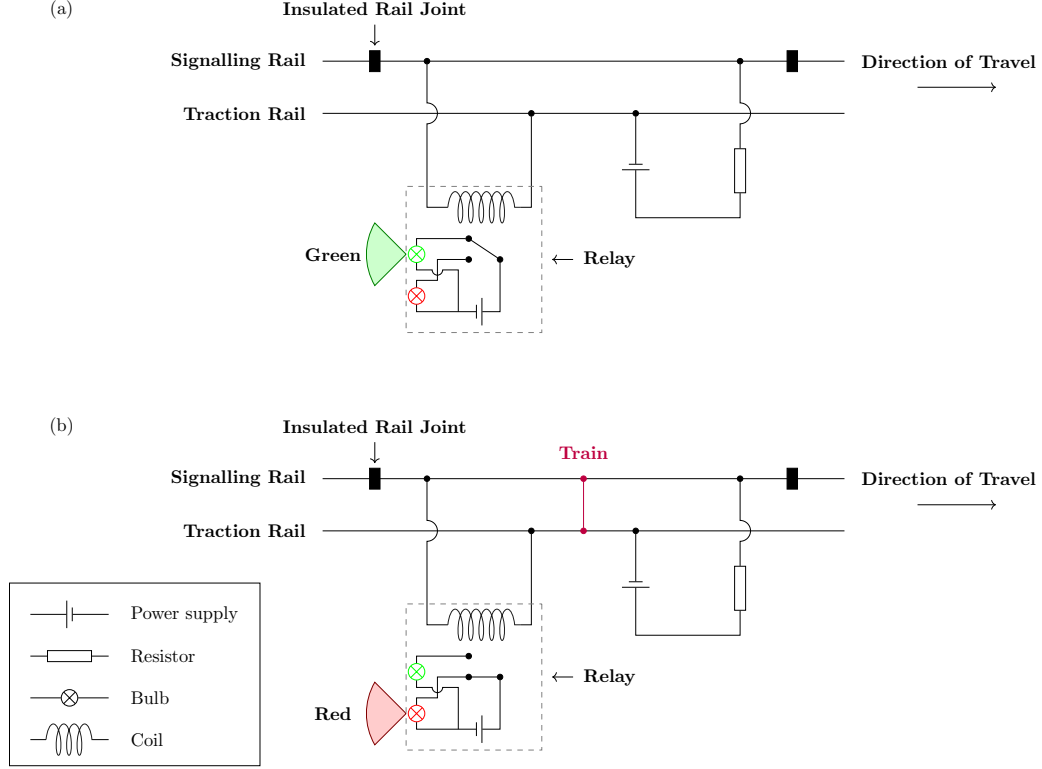 (a)
Insulated Rail Joint
Signalling Rail
Direction of Travel
Traction Rail
Green
Relay
(b)
Insulated Rail Joint
Train
Signalling Rail
Direction of Travel
Traction Rail
Relay
Red
Power supply
Resistor
Bulb
Coil